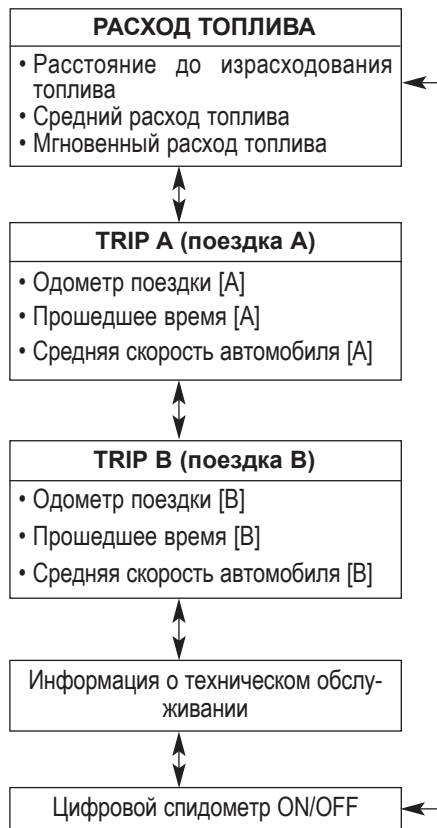 РАСХОД ТОПЛИВА
• Расстояние до израсходования
топлива
• Средний расход топлива
• Мгновенный расход топлива
TRIP A (поездка А)
• Одометр поездки [A]
• Прошедшее время [A]
• Средняя скорость автомобиля [A]
TRIP B (поездка В)
• Одометр поездки [B]
• Прошедшее время [B]
• Средняя скорость автомобиля [B]
Информация о техническом обслу-
живании
Цифровой спидометр ON/OFF